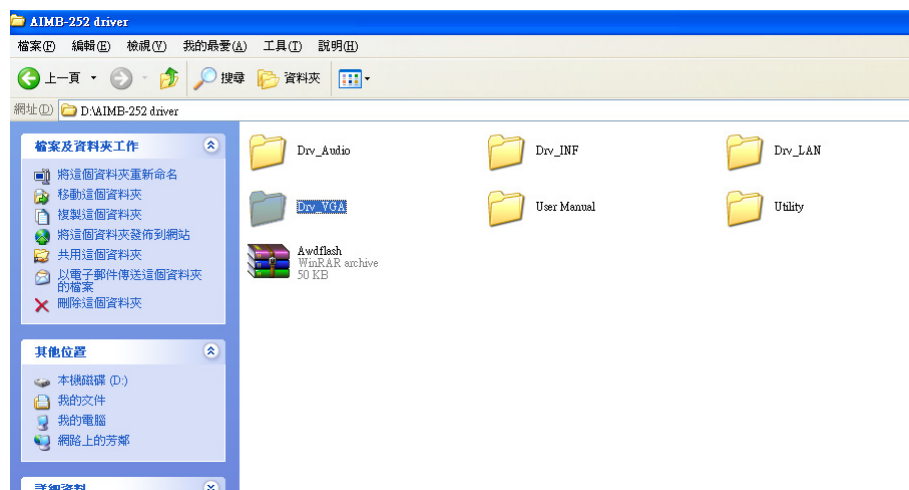 AIMB-252 driver
檔案(F) 編輯(E) 檢視(V) 我的最愛(A) 工具(T) 說明(H)
上一頁 搜尋 資料夾
網址(D) D:\AIMB-252 driver
檔案及資料夾工作
將這個資料夾重新命名
移動這個資料夾
複製這個資料夾
將這個資料夾發佈到網站
共用這個資料夾
以電子郵件傳送這個資料夾
的檔案
刪除這個資料夾
其他位置
本機磁碟 (D:)
我的文件
我的電腦
網路上的芳鄰
詳細資料
Drv_Audio
Drv_INF
Drv_LAN
Drv_VGA
User Manual
Utility
Awdflash
WinRAR archive
50 KB